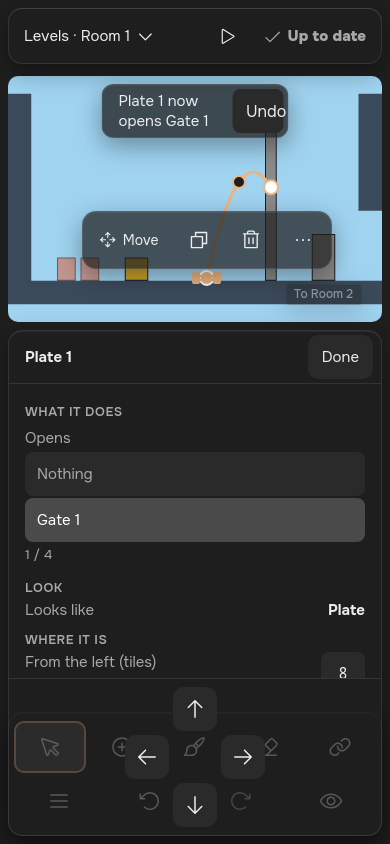 Levels · Room 1
Up to date
Plate 1 now
opens Gate 1
Undo
Move
To Room 2
Plate 1
Done
WHAT IT DOES
Opens
Nothing
Gate 1
1 / 4
LOOK
Looks like
Plate
WHERE IT IS
From the left (tiles)
8